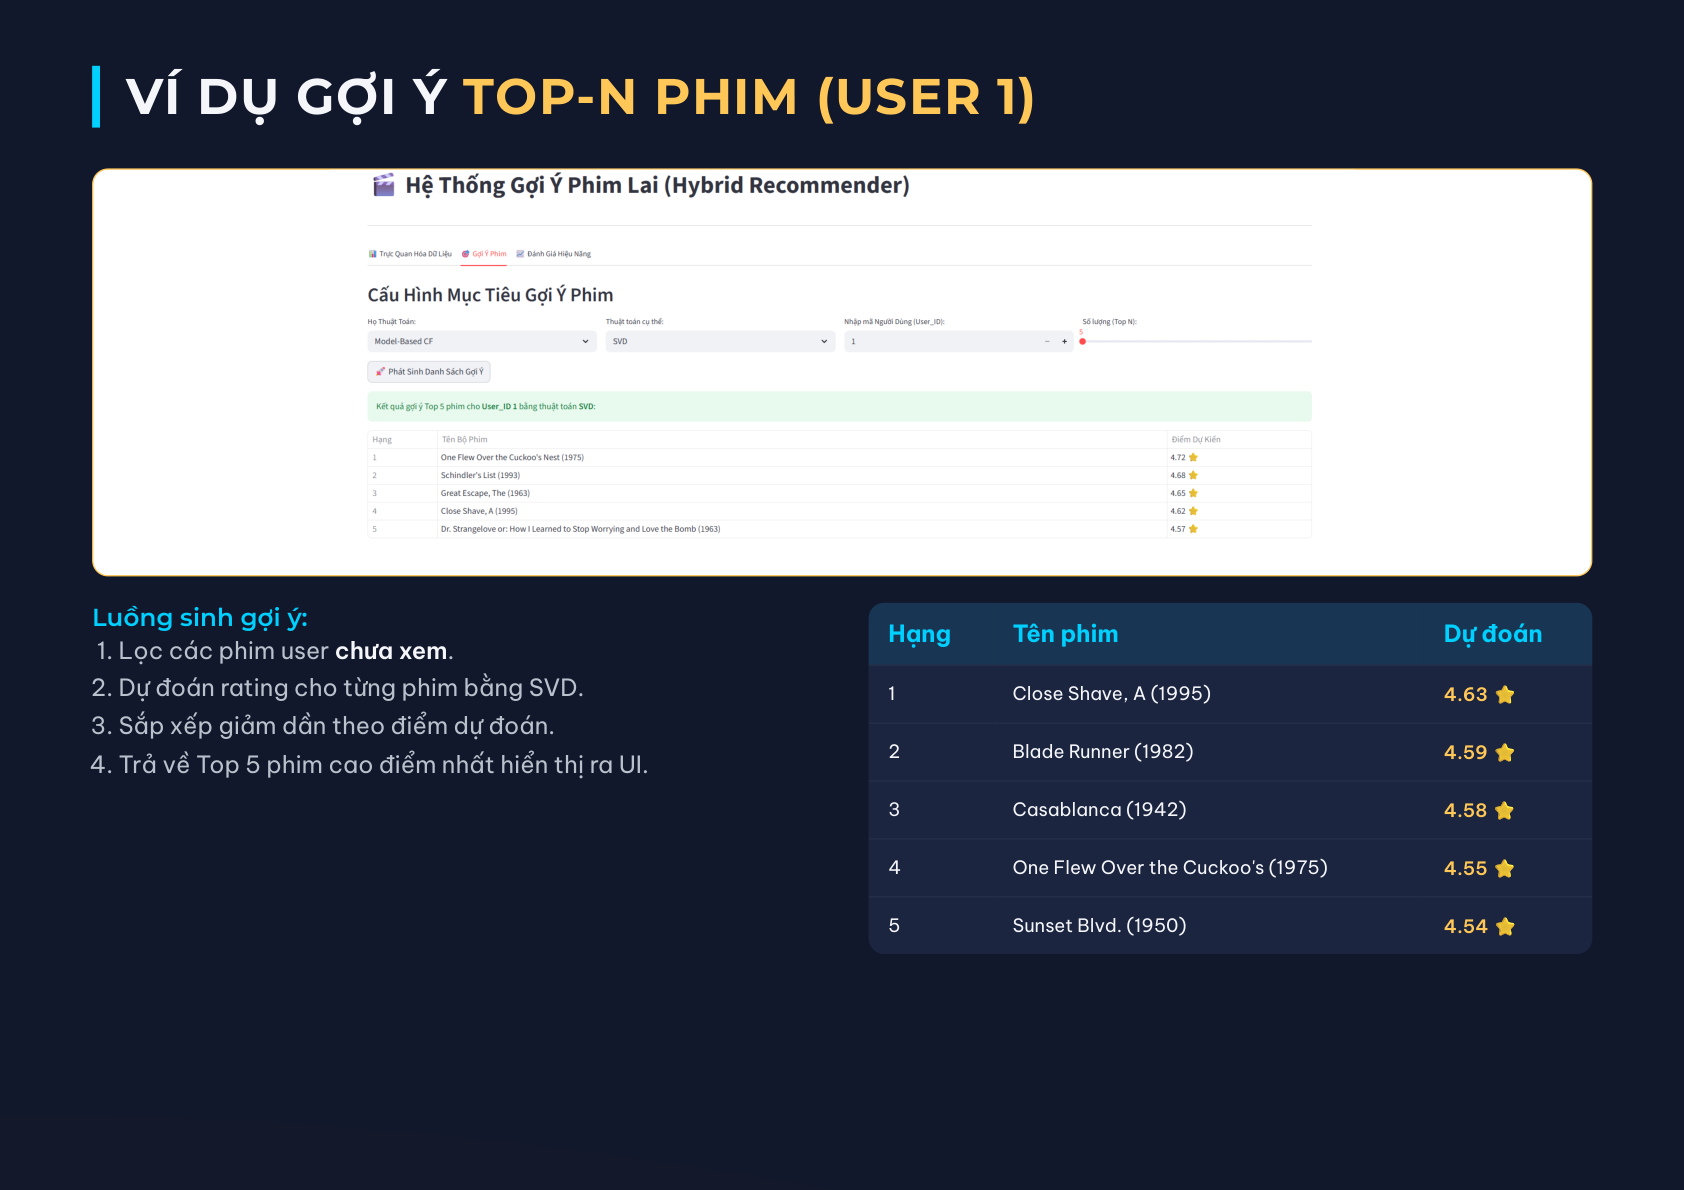 VÍ DỤ GỢI Ý TOP-N PHIM (USER 1)
Hệ Thống Gợi Ý Phim Lai (Hybrid Recommender)
Trực Quan Hóa Dữ Liệu Gợi Ý Phim Đánh Giá Hiệu Năng
Cấu Hình Mục Tiêu Gợi Ý Phim
Họ Thuật Toán: Thuật toán cụ thể: Nhập mã Người Dùng (User_ID): Số lượng (Top N):
5
Model-Based CF SVD 1 − +
Phát Sinh Danh Sách Gợi Ý
Kết quả gợi ý Top 5 phim cho User_ID 1 bằng thuật toán SVD:
Hạng Tên Bộ Phim Điểm Dự Kiến
1 One Flew Over the Cuckoo's Nest (1975) 4.72
2 Schindler's List (1993) 4.68
3 Great Escape, The (1963) 4.65
4 Close Shave, A (1995) 4.62
5 Dr. Strangelove or: How I Learned to Stop Worrying and Love the Bomb (1963) 4.57
Luồng sinh gợi ý:
1. Lọc các phim user chưa xem.
2. Dự đoán rating cho từng phim bằng SVD.
3. Sắp xếp giảm dần theo điểm dự đoán.
4. Trả về Top 5 phim cao điểm nhất hiển thị ra UI.
Hạng Tên phim Dự đoán
1 Close Shave, A (1995) 4.63
2 Blade Runner (1982) 4.59
3 Casablanca (1942) 4.58
4 One Flew Over the Cuckoo's (1975) 4.55
5 Sunset Blvd. (1950) 4.54